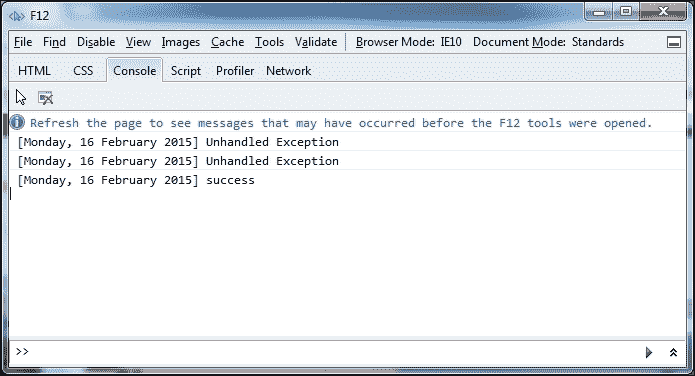 F12
File Find Disable View Images Cache Tools Validate Browser Mode: IE10 Document Mode: Standards
HTML CSS Console Script Profiler Network
Refresh the page to see messages that may have occurred before the F12 tools were opened.
[Monday, 16 February 2015] Unhandled Exception
[Monday, 16 February 2015] Unhandled Exception
[Monday, 16 February 2015] success
>>